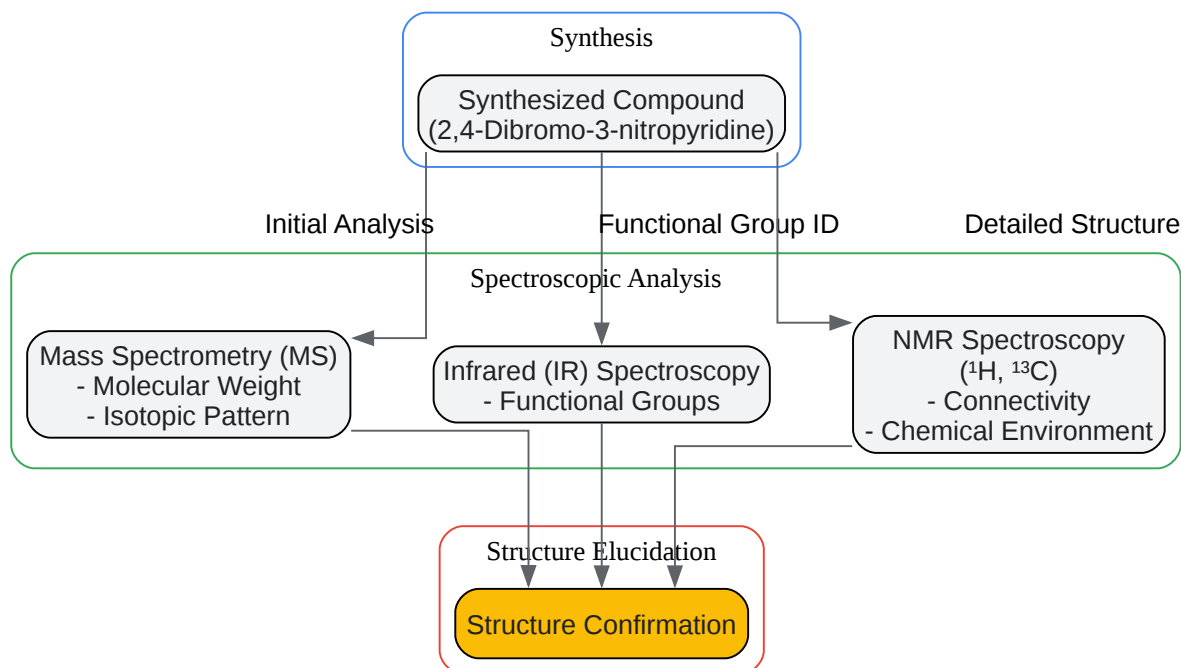 Synthesis
Synthesized Compound
(2,4-Dibromo-3-nitropyridine)
Initial Analysis
Functional Group ID
Detailed Structure
Spectroscopic Analysis
Mass Spectrometry (MS)
- Molecular Weight
- Isotopic Pattern
Infrared (IR) Spectroscopy
- Functional Groups
NMR Spectroscopy
(¹H, ¹³C)
- Connectivity
- Chemical Environment
Structure Elucidation
Structure Confirmation